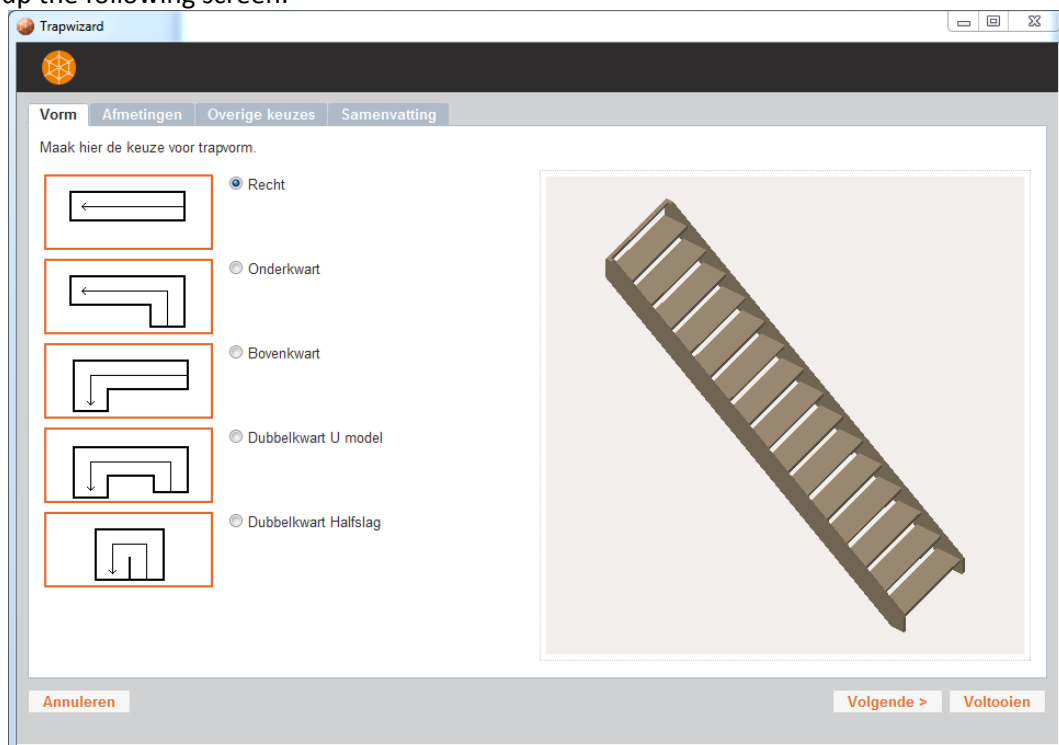 up the following screen:
Trapwizard
Vorm Afmetingen Overige keuzes Samenvatting
Maak hier de keuze voor trapvorm.
Recht
Onderkwart
Bovenkwart
Dubbelkwart U model
Dubbelkwart Halfslag
Annuleren Volgende > Voltooien